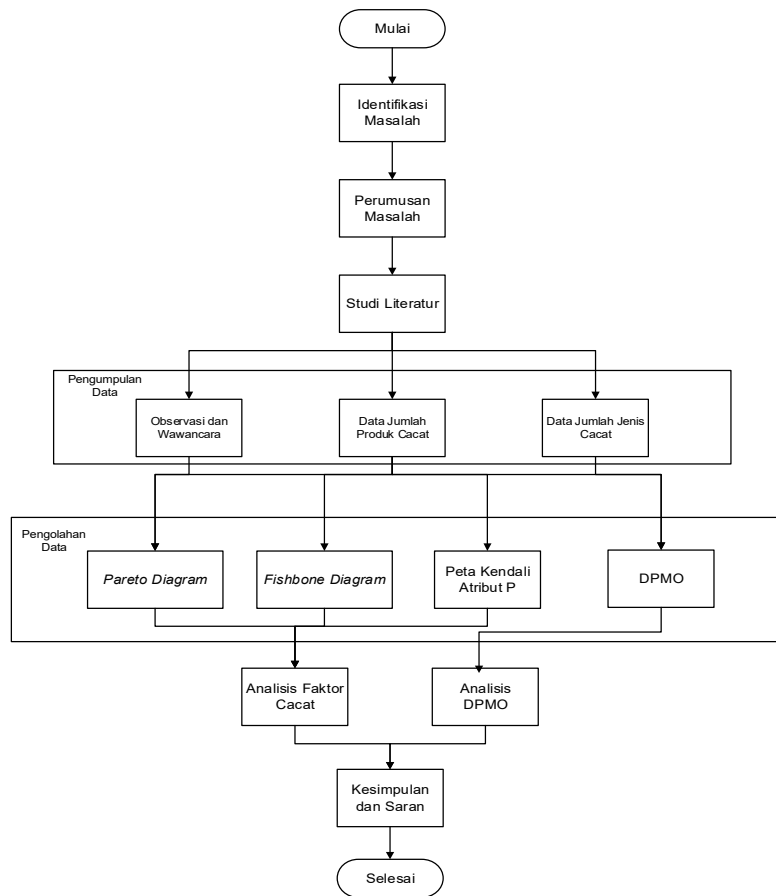 Mulai
Identifikasi
Masalah
Perumusan
Masalah
Studi Literatur
Pengumpulan
Data
Observasi dan
Wawancara
Data Jumlah
Produk Cacat
Data Jumlah Jenis
Cacat
Pengolahan
Data
Pareto Diagram
Fishbone Diagram
Peta Kendali
Atribut P
DPMO
Analisis Faktor
Cacat
Analisis
DPMO
Kesimpulan
dan Saran
Selesai